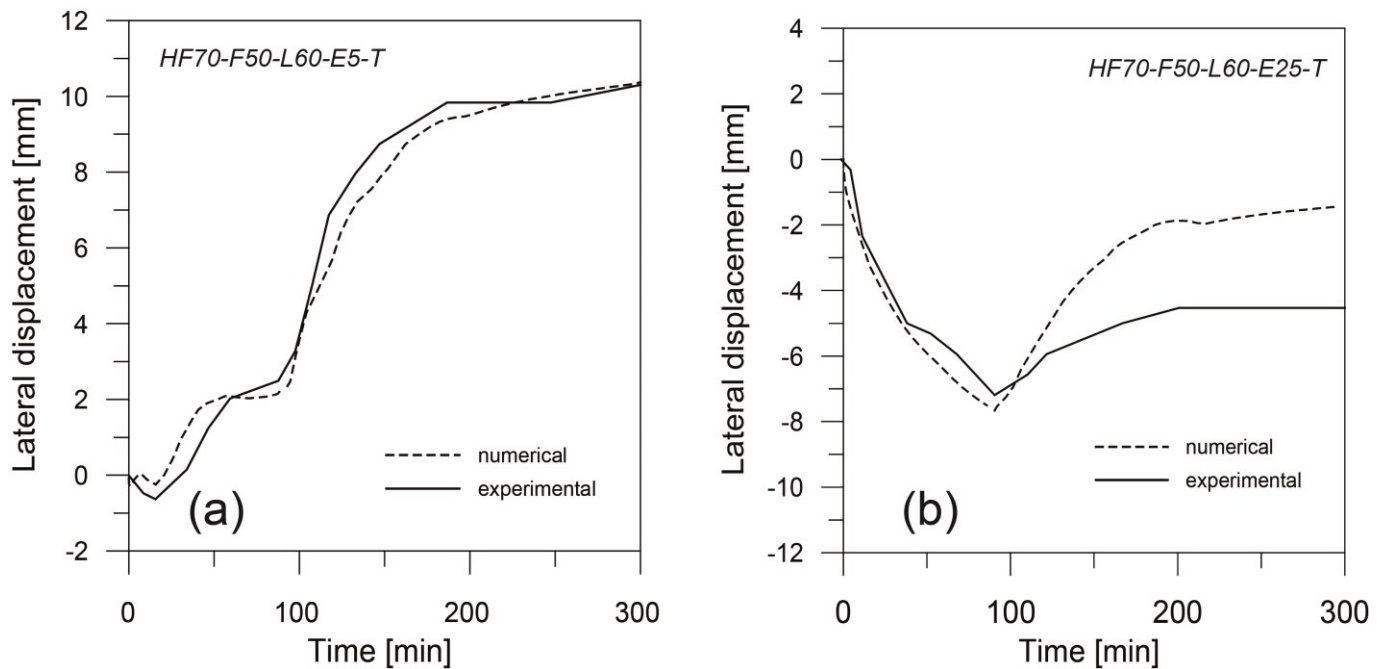 12
10
8
6
4
2
0
-2
Lateral displacement [mm]
HF70-F50-L60-E5-T
numerical
experimental
(a)
0
100
200
300
Time [min]
4
2
0
-2
-4
-6
-8
-10
-12
Lateral displacement [mm]
HF70-F50-L60-E25-T
numerical
experimental
(b)
0
100
200
300
Time [min]